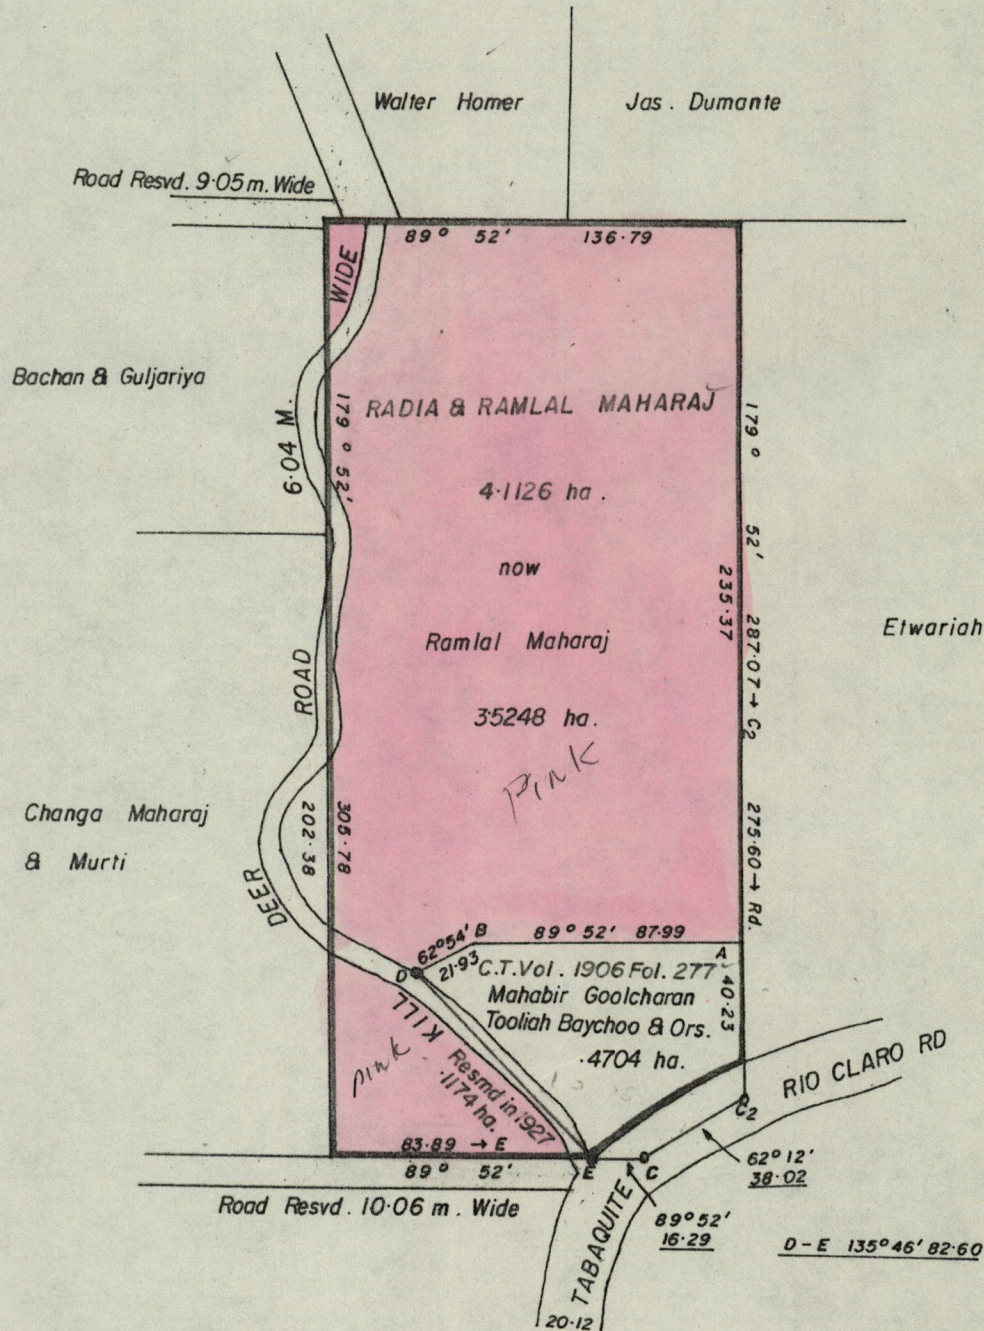 Walter Homer
Jas. Dumante
Road Resvd. 9·05 m. Wide
89° 52' 136·79
WIDE
Bachan & Guljariya
6·04 M.
179° 52'
RADIA & RAMLAL MAHARAJ
179° 52'
4·1126 ha.
now
235·37
Ramlal Maharaj
287·07 → C2
Etwariah
ROAD
3·5248 ha.
pink
Changa Maharaj
& Murti
202·38
305·78
275·60 → Rd.
DEER
62°54' B
89° 52' 87·99
D
21·93
A
C.T. Vol. 1906 Fol. 277
40·23
Mahabir Goolcharan
Tooliah Baychoo & Ors.
·4704 ha.
KILL
pink
Resmd in 1927
·1174 ha.
RIO CLARO RD
C2
83·89 → E
89° 52'
E
C
62° 12'
38·02
Road Resvd. 10·06 m. Wide
TABAQUITE
89° 52'
16·29
D - E 135° 46' 82·60
20·12